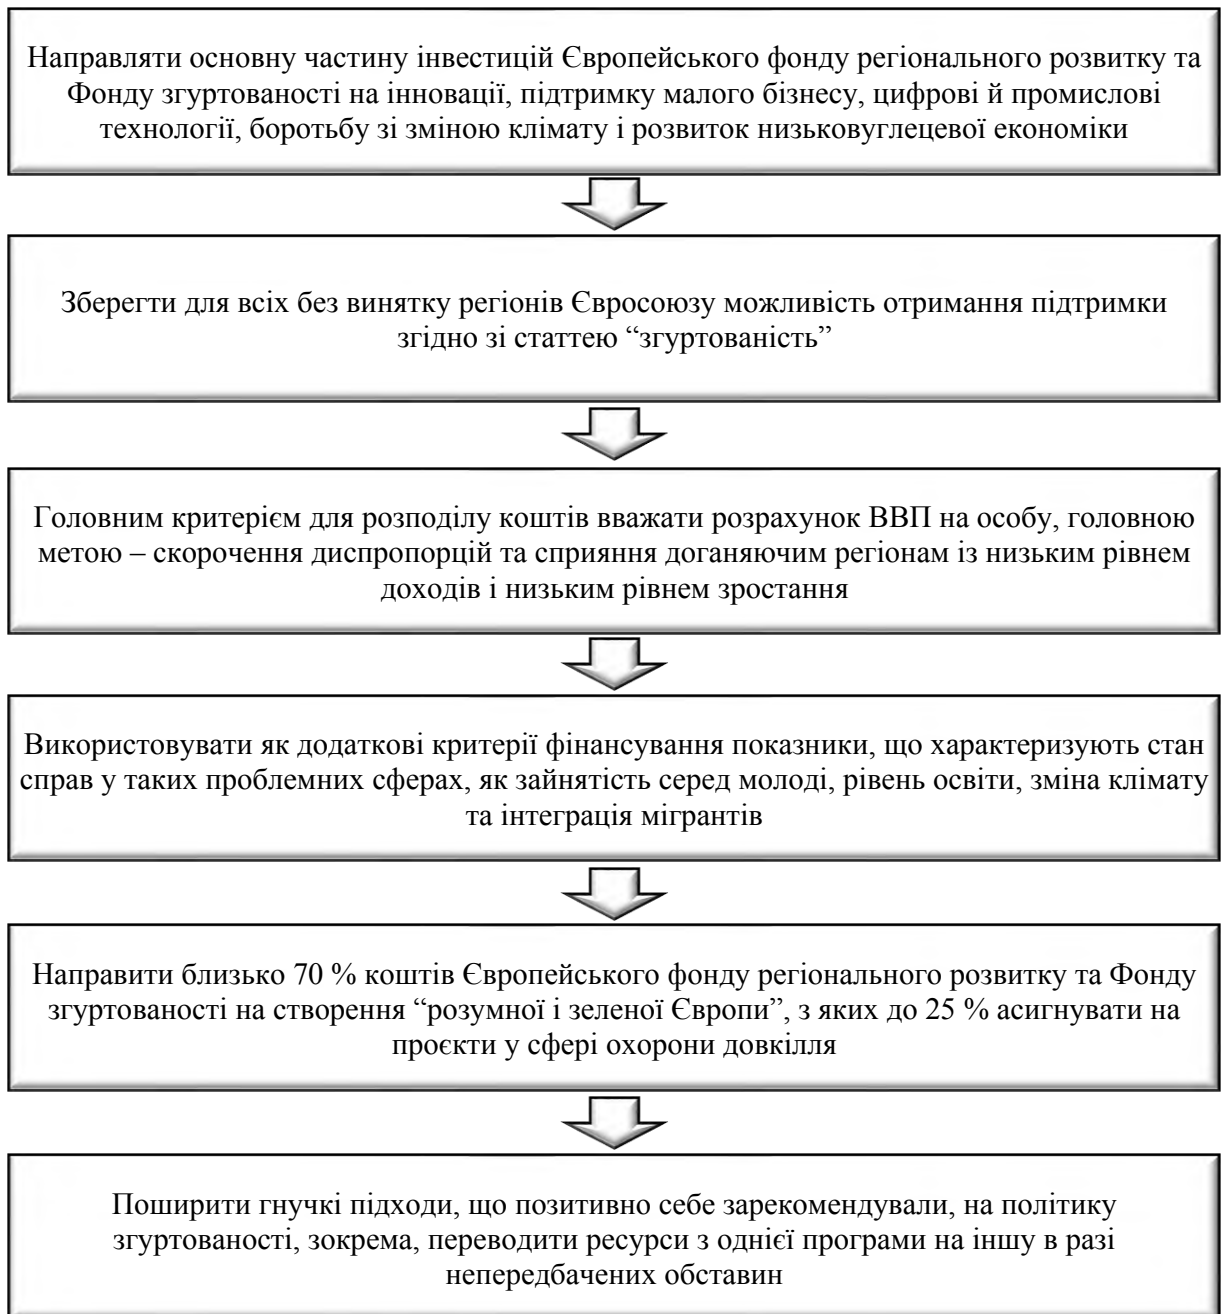 Направляти основну частину інвестицій Європейського фонду регіонального розвитку та
Фонду згуртованості на інновації, підтримку малого бізнесу, цифрові й промислові
технології, боротьбу зі зміною клімату і розвиток низьковуглецевої економіки
Зберегти для всіх без винятку регіонів Євросоюзу можливість отримання підтримки
згідно зі статтею “згуртованість”
Головним критерієм для розподілу коштів вважати розрахунок ВВП на особу, головною
метою – скорочення диспропорцій та сприяння доганяючим регіонам із низьким рівнем
доходів і низьким рівнем зростання
Використовувати як додаткові критерії фінансування показники, що характеризують стан
справ у таких проблемних сферах, як зайнятість серед молоді, рівень освіти, зміна клімату
та інтеграція мігрантів
Направити близько 70 % коштів Європейського фонду регіонального розвитку та Фонду
згуртованості на створення “розумної і зеленої Європи”, з яких до 25 % асигнувати на
проєкти у сфері охорони довкілля
Поширити гнучкі підходи, що позитивно себе зарекомендували, на політику
згуртованості, зокрема, переводити ресурси з однієї програми на іншу в разі
непередбачених обставин